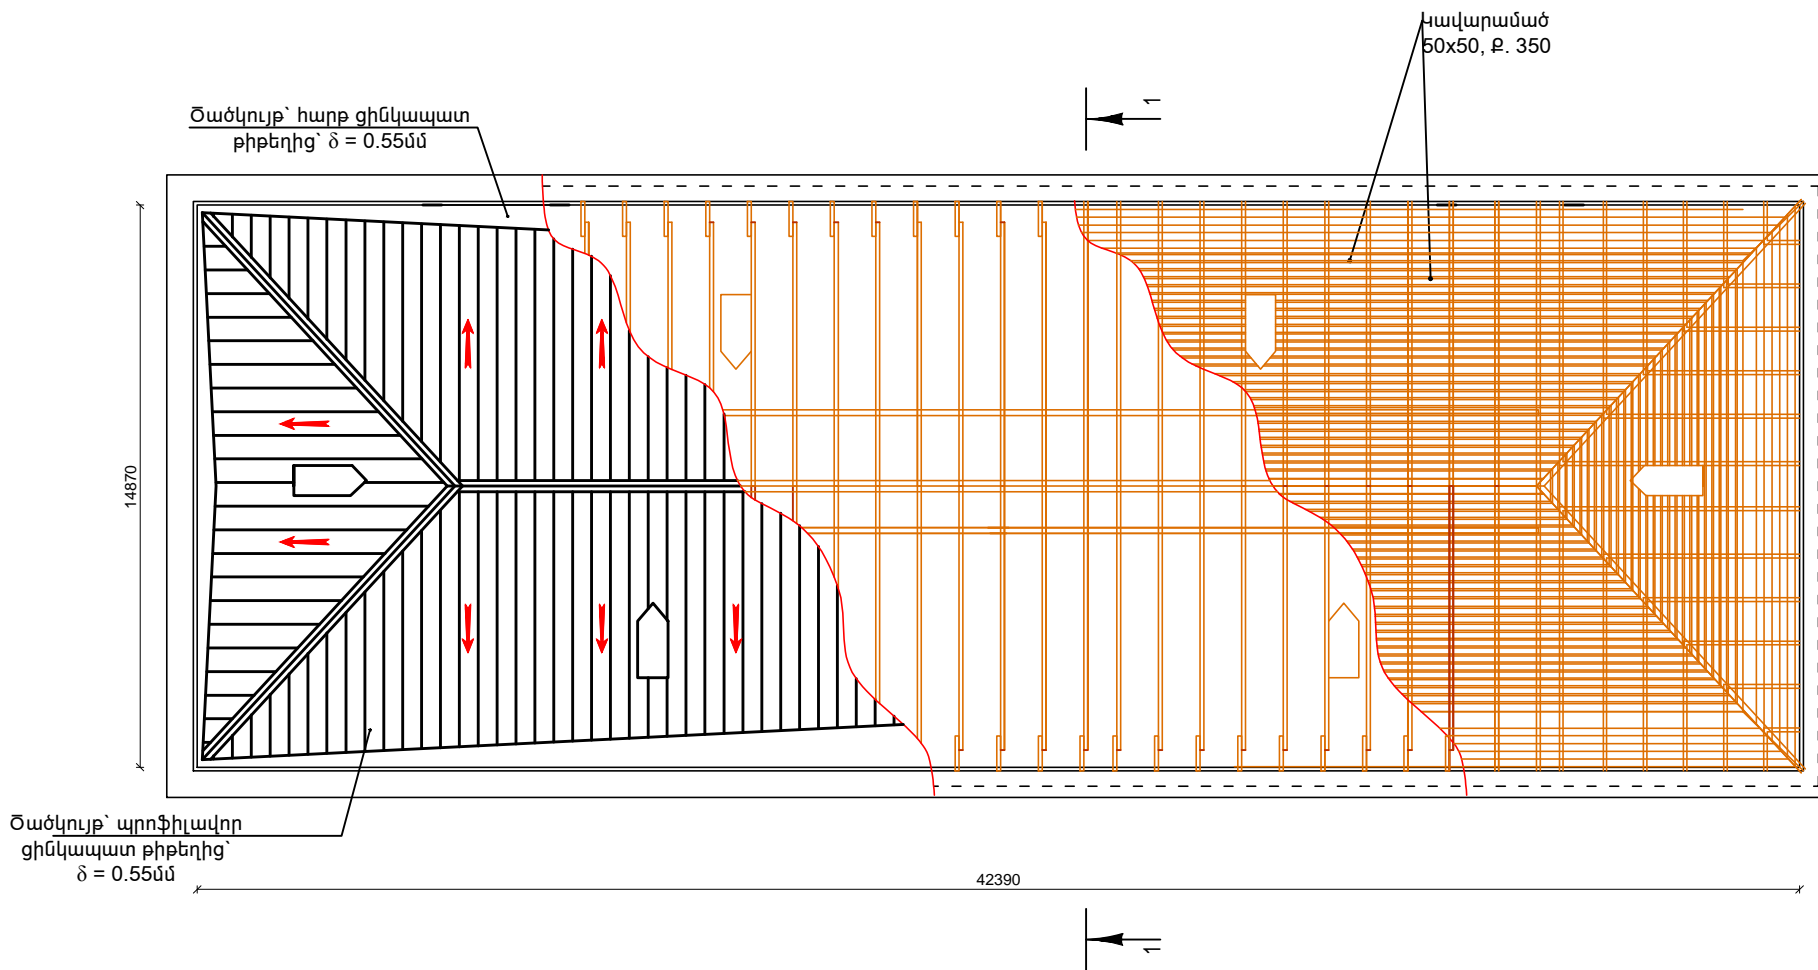 կավարամած
50x50, Ք. 350
1
Ծածկույթ՝ հարթ ցինկապատ
թիթեղից՝ δ = 0.55մմ
14870
Ծածկույթ՝ պրոֆիլավոր
ցինկապատ թիթեղից՝
δ = 0.55մմ
42390
1